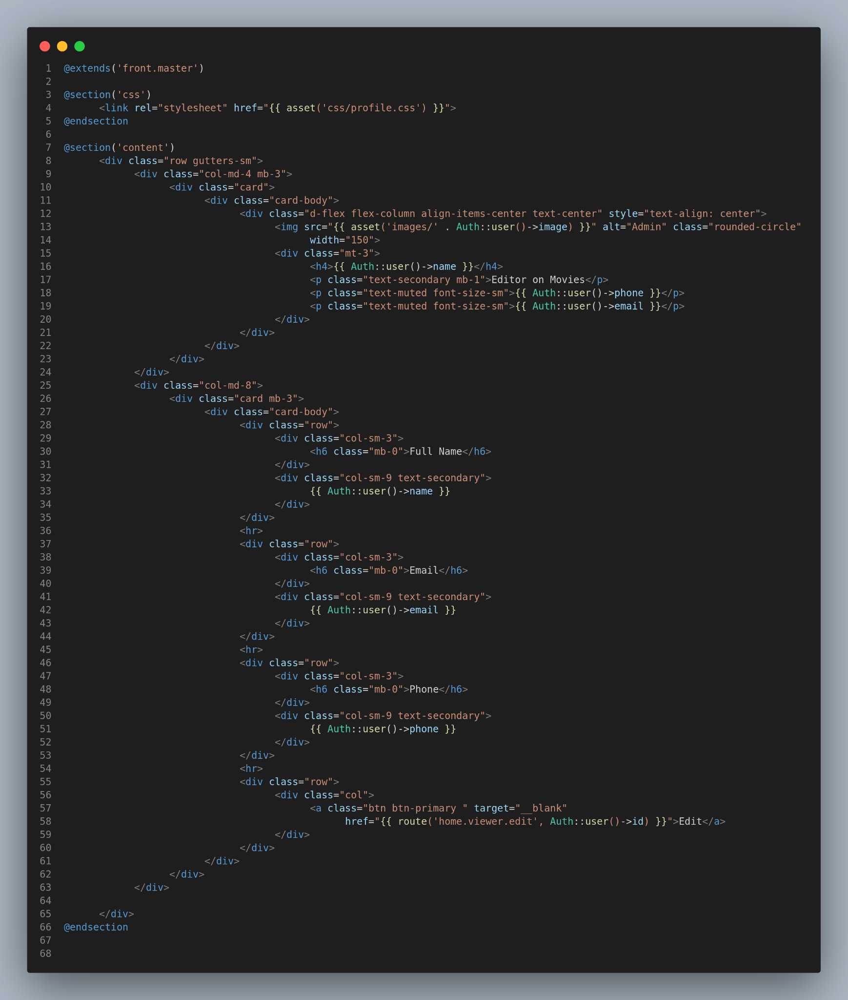 1 @extends('front.master')
2
3 @section('css')
4       <link rel="stylesheet" href="{{ asset('css/profile.css') }}">
5 @endsection
6
7 @section('content')
8       <div class="row gutters-sm">
9             <div class="col-md-4 mb-3">
10                   <div class="card">
11                         <div class="card-body">
12                               <div class="d-flex flex-column align-items-center text-center" style="text-align: center">
13                                     <img src="{{ asset('images/' . Auth::user()->image) }}" alt="Admin" class="rounded-circle"
14                                           width="150">
15                                     <div class="mt-3">
16                                           <h4>{{ Auth::user()->name }}</h4>
17                                           <p class="text-secondary mb-1">Editor on Movies</p>
18                                           <p class="text-muted font-size-sm">{{ Auth::user()->phone }}</p>
19                                           <p class="text-muted font-size-sm">{{ Auth::user()->email }}</p>
20                                     </div>
21                               </div>
22                         </div>
23                   </div>
24             </div>
25             <div class="col-md-8">
26                   <div class="card mb-3">
27                         <div class="card-body">
28                               <div class="row">
29                                     <div class="col-sm-3">
30                                           <h6 class="mb-0">Full Name</h6>
31                                     </div>
32                                     <div class="col-sm-9 text-secondary">
33                                           {{ Auth::user()->name }}
34                                     </div>
35                               </div>
36                               <hr>
37                               <div class="row">
38                                     <div class="col-sm-3">
39                                           <h6 class="mb-0">Email</h6>
40                                     </div>
41                                     <div class="col-sm-9 text-secondary">
42                                           {{ Auth::user()->email }}
43                                     </div>
44                               </div>
45                               <hr>
46                               <div class="row">
47                                     <div class="col-sm-3">
48                                           <h6 class="mb-0">Phone</h6>
49                                     </div>
50                                     <div class="col-sm-9 text-secondary">
51                                           {{ Auth::user()->phone }}
52                                     </div>
53                               </div>
54                               <hr>
55                               <div class="row">
56                                     <div class="col">
57                                           <a class="btn btn-primary " target="__blank"
58                                                 href="{{ route('home.viewer.edit', Auth::user()->id) }}">Edit</a>
59                                     </div>
60                               </div>
61                         </div>
62                   </div>
63             </div>
64
65       </div>
66 @endsection
67
68